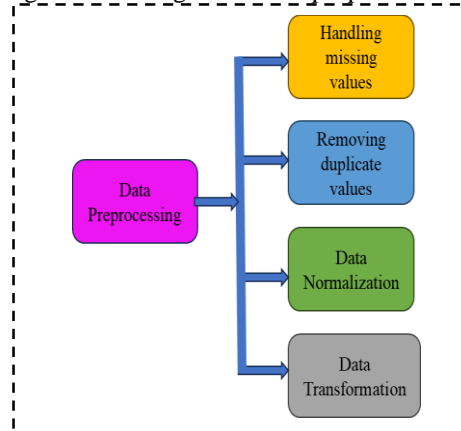 Handling
missing
values
Removing
duplicate
values
Data
Preprocessing
Data
Normalization
Data
Transformation